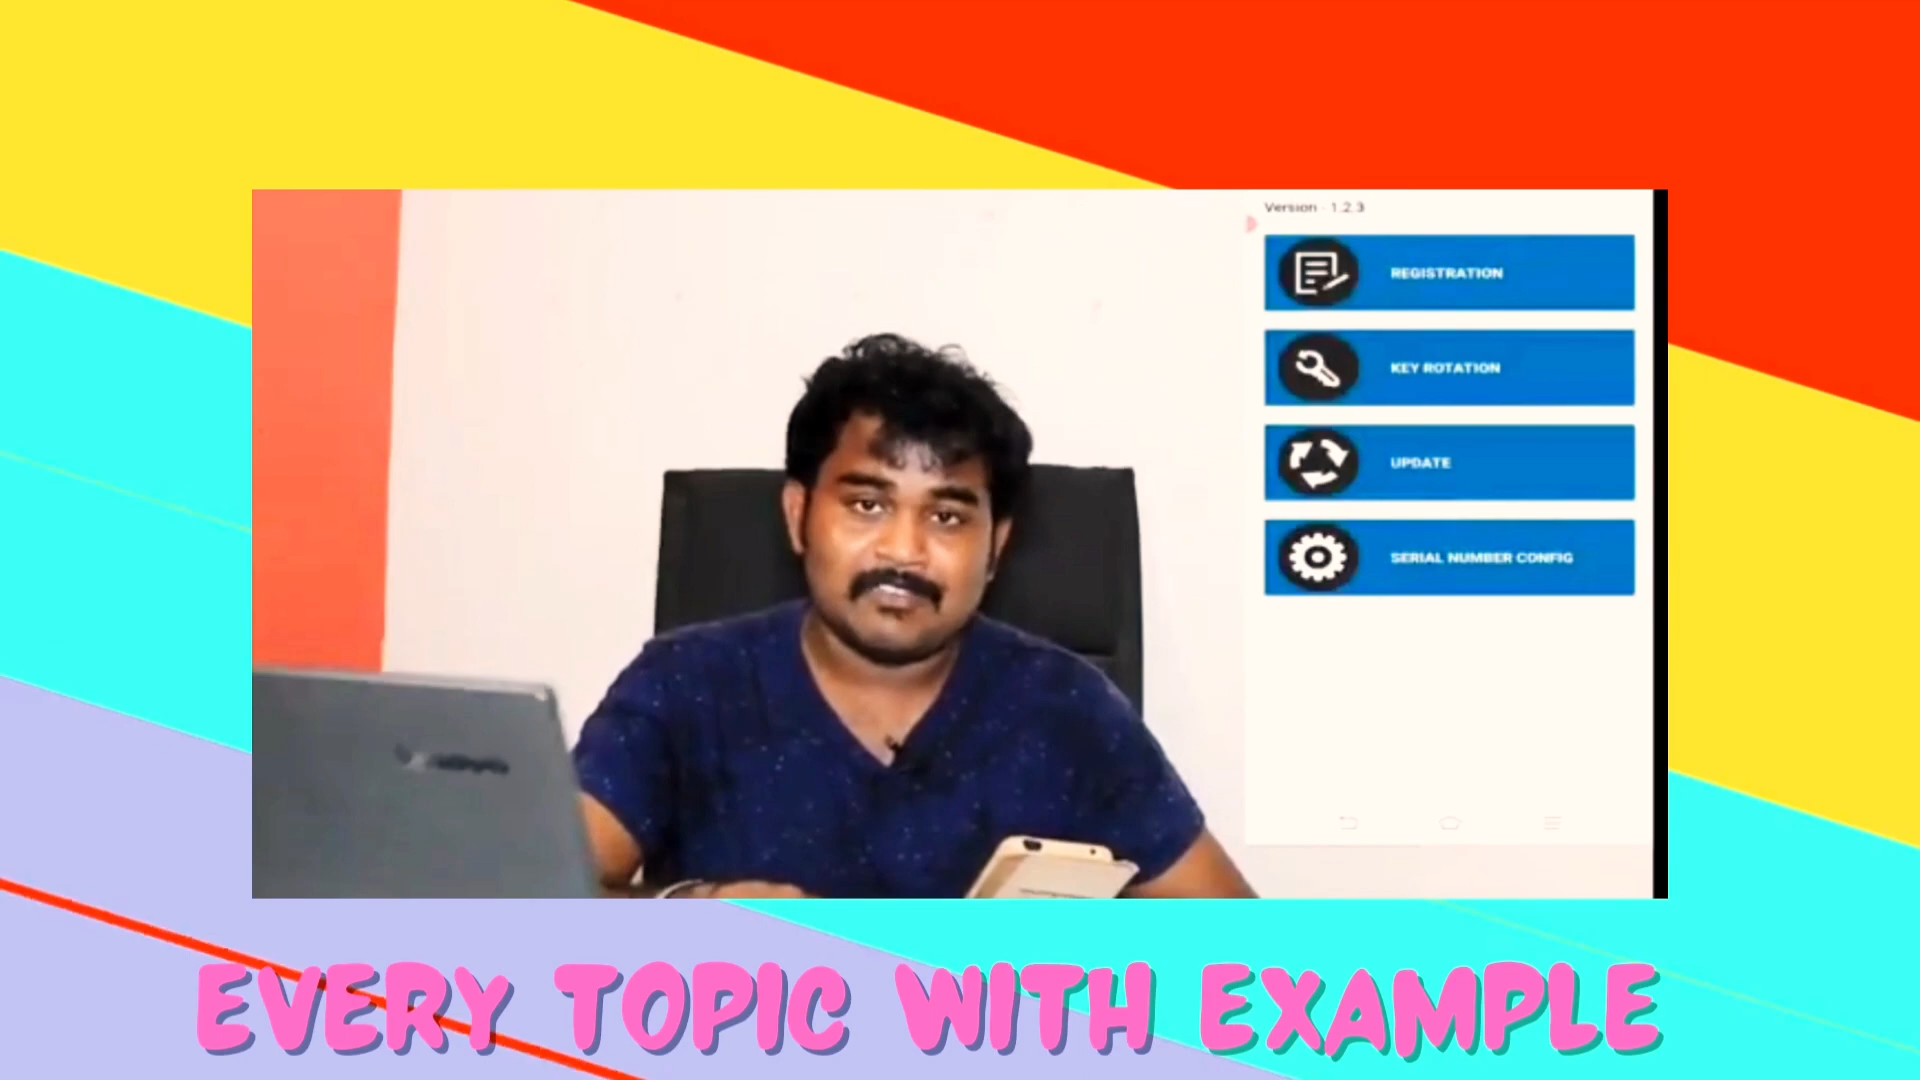 Version - 1.2.3
REGISTRATION
KEY ROTATION
UPDATE
SERIAL NUMBER CONFIG
EVERY TOPIC WITH EXAMPLE